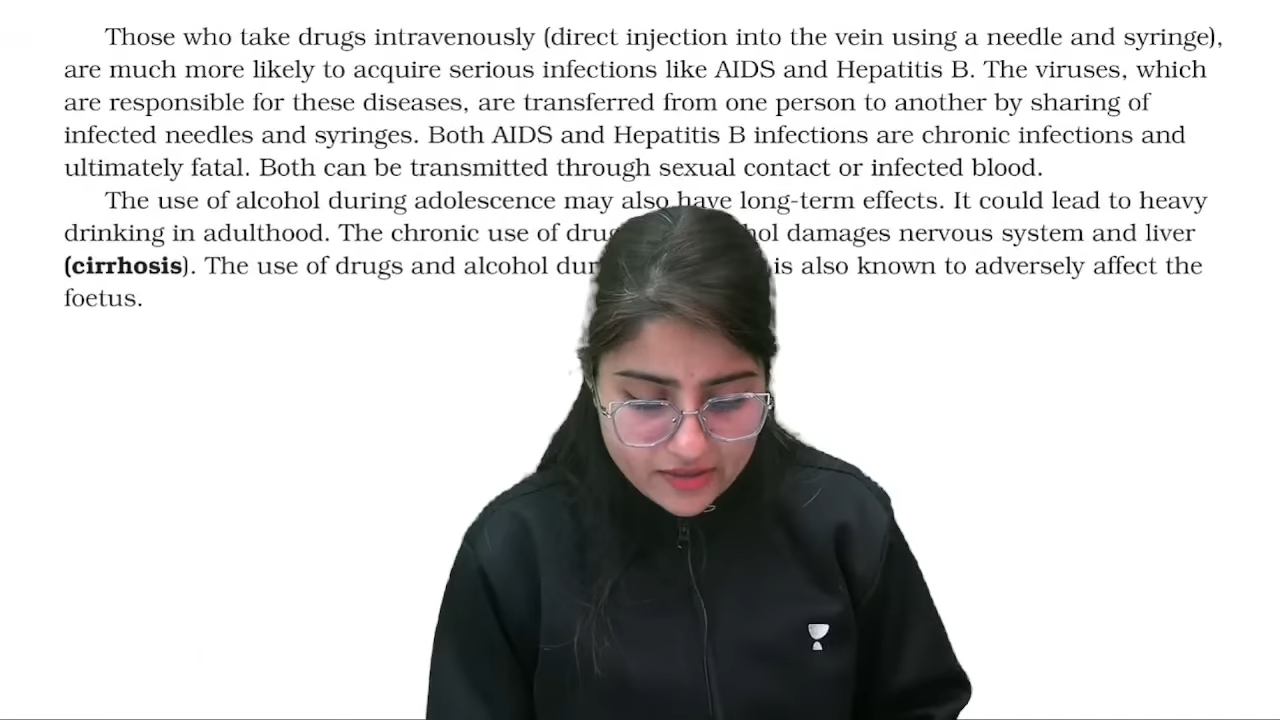 Those who take drugs intravenously (direct injection into the vein using a needle and syringe),
are much more likely to acquire serious infections like AIDS and Hepatitis B. The viruses, which
are responsible for these diseases, are transferred from one person to another by sharing of
infected needles and syringes. Both AIDS and Hepatitis B infections are chronic infections and
ultimately fatal. Both can be transmitted through sexual contact or infected blood.
The use of alcohol during adolescence may also have long-term effects. It could lead to heavy
drinking in adulthood. The chronic use of damages nervous system and liver
(cirrhosis). The use of drugs and alcohol is also known to adversely affect the
foetus.